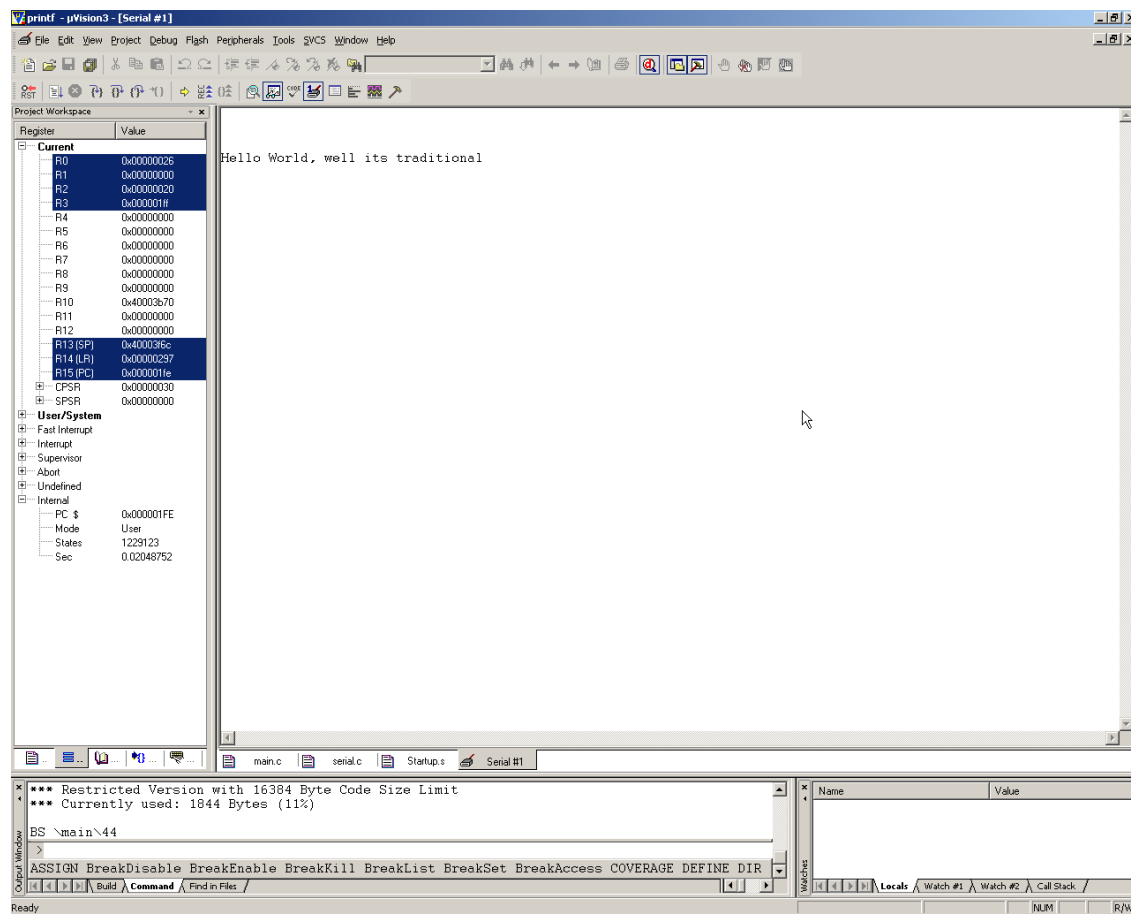 printf - µVision3 - [Serial #1]
File Edit View Project Debug Flash Peripherals Tools SVCS Window Help
RST CODE
Project Workspace
Register Value
Current
R0 0x00000026
R1 0x00000000
R2 0x00000020
R3 0x000001ff
R4 0x00000000
R5 0x00000000
R6 0x00000000
R7 0x00000000
R8 0x00000000
R9 0x00000000
R10 0x40003b70
R11 0x00000000
R12 0x00000000
R13 (SP) 0x40003f6c
R14 (LR) 0x00000297
R15 (PC) 0x000001fe
CPSR 0x00000030
SPSR 0x00000000
User/System
Fast Interrupt
Interrupt
Supervisor
Abort
Undefined
Internal
PC $ 0x000001FE
Mode User
States 1229123
Sec 0.02048752
Hello World, well its traditional
main.c serial.c Startup.s Serial #1
*** Restricted Version with 16384 Byte Code Size Limit
*** Currently used: 1844 Bytes (11%)
BS \main\44
>
ASSIGN BreakDisable BreakEnable BreakKill BreakList BreakSet BreakAccess COVERAGE DEFINE DIR
Output Window
Build Command Find in Files
Name Value
Watches
Locals Watch #1 Watch #2 Call Stack
Ready NUM R/W